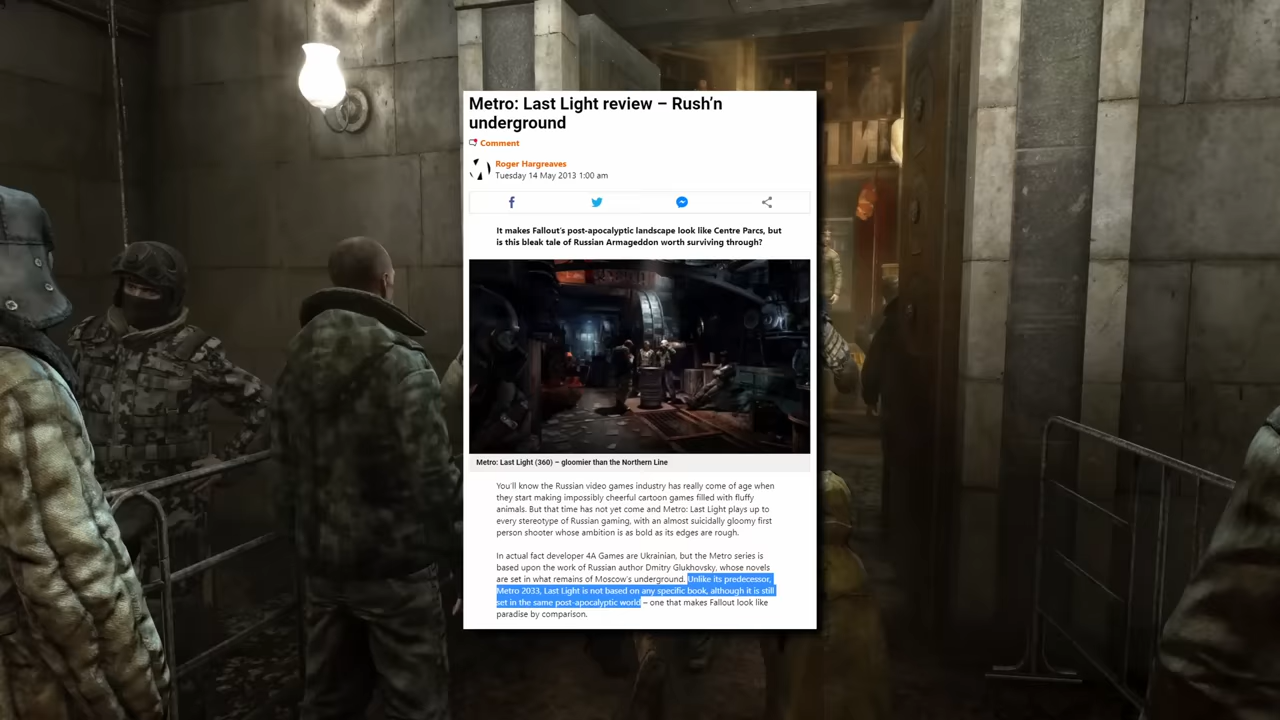 Metro: Last Light review – Rush’n
underground
Comment
Roger Hargreaves
Tuesday 14 May 2013 1:00 am
It makes Fallout’s post-apocalyptic landscape look like Centre Parcs, but
is this bleak tale of Russian Armageddon worth surviving through?
Metro: Last Light (360) – gloomier than the Northern Line
You’ll know the Russian video games industry has really come of age when
they start making impossibly cheerful cartoon games filled with fluffy
animals. But that time has not yet come and Metro: Last Light plays up to
every stereotype of Russian gaming, with an almost suicidally gloomy first
person shooter whose ambition is as bold as its edges are rough.
In actual fact developer 4A Games are Ukrainian, but the Metro series is
based upon the work of Russian author Dmitry Glukhovsky, whose novels
are set in what remains of Moscow’s underground. Unlike its predecessor,
Metro 2033, Last Light is not based on any specific book, although it is still
set in the same post-apocalyptic world – one that makes Fallout look like
paradise by comparison.